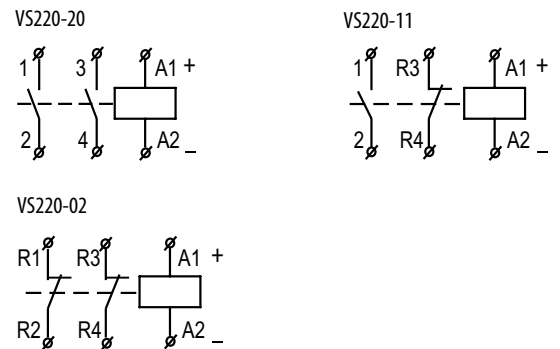 VS220-20
1 3 A1 +
2 4 A2 _
VS220-11
1 R3 A1 +
2 R4 A2 _
VS220-02
R1 R3 A1 +
R2 R4 A2 _